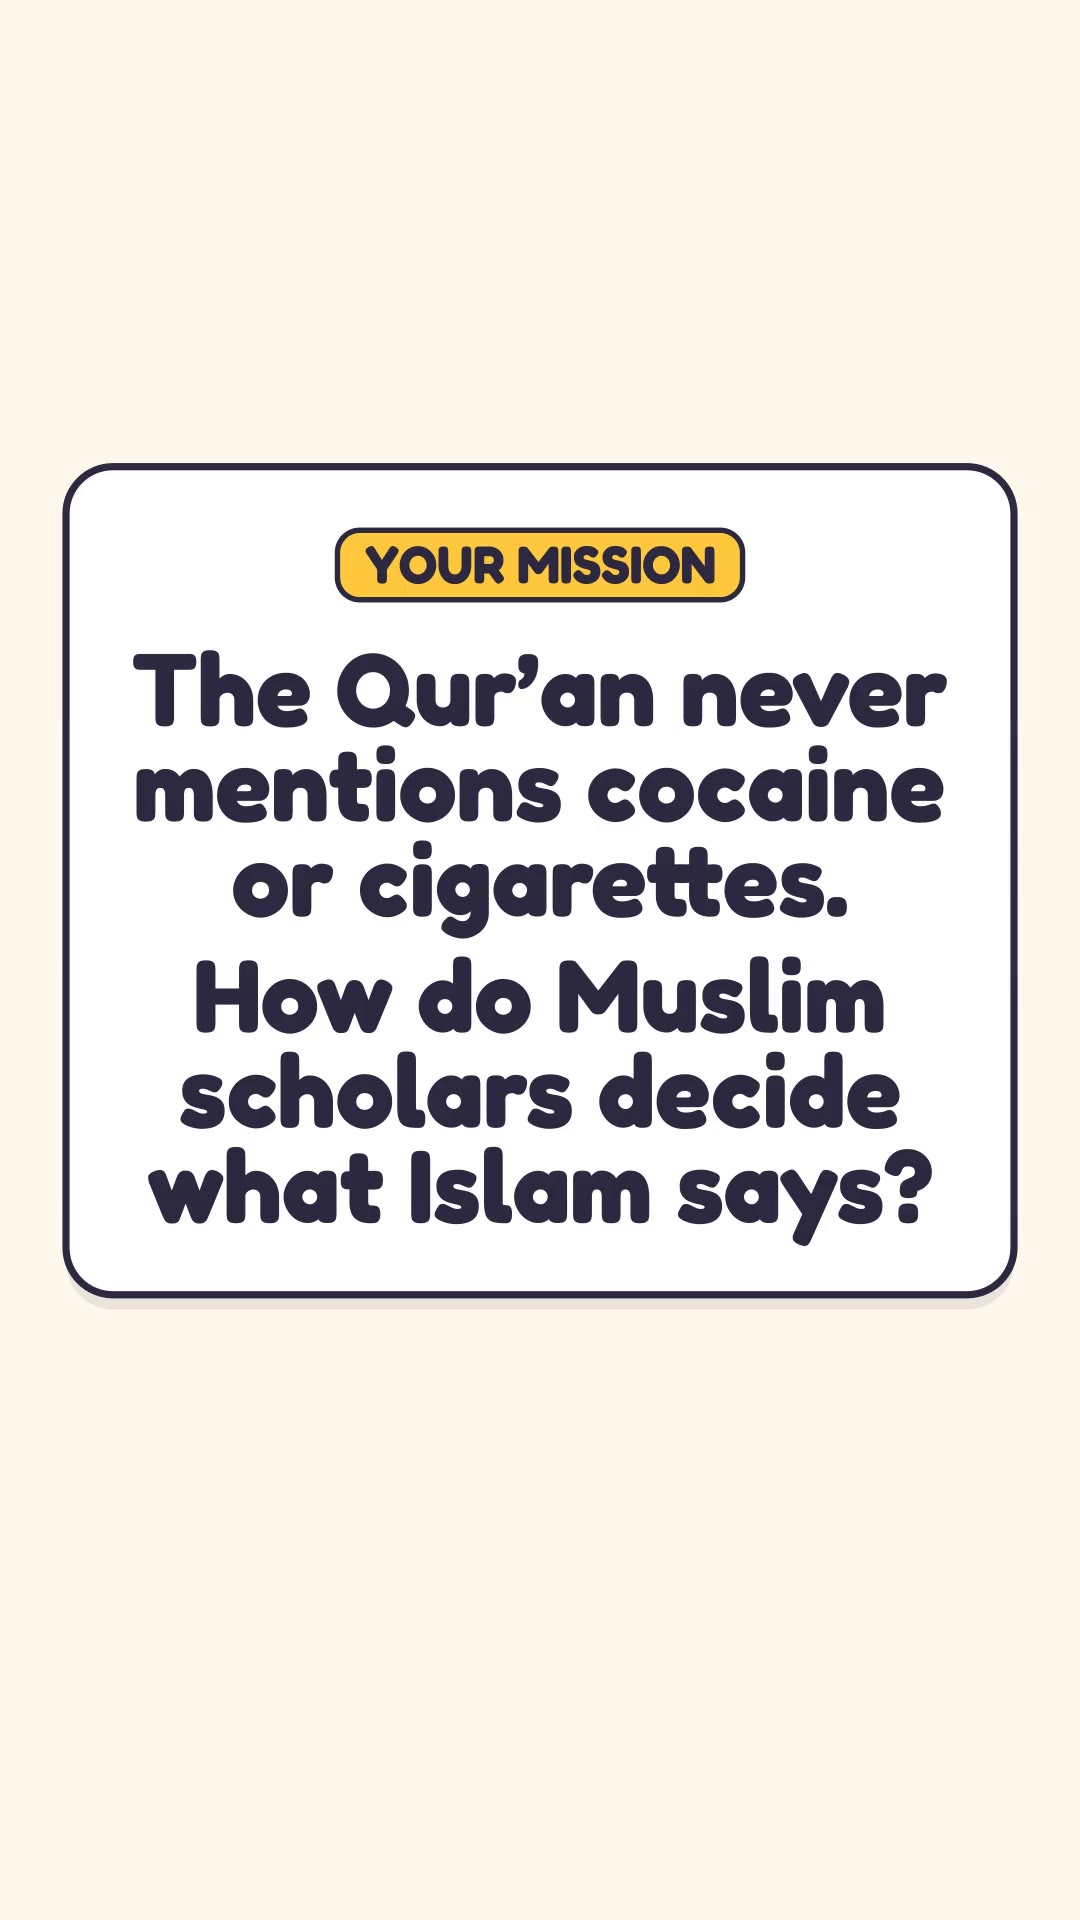 YOUR MISSION
The Qur’an never
mentions cocaine
or cigarettes.
How do Muslim
scholars decide
what Islam says?